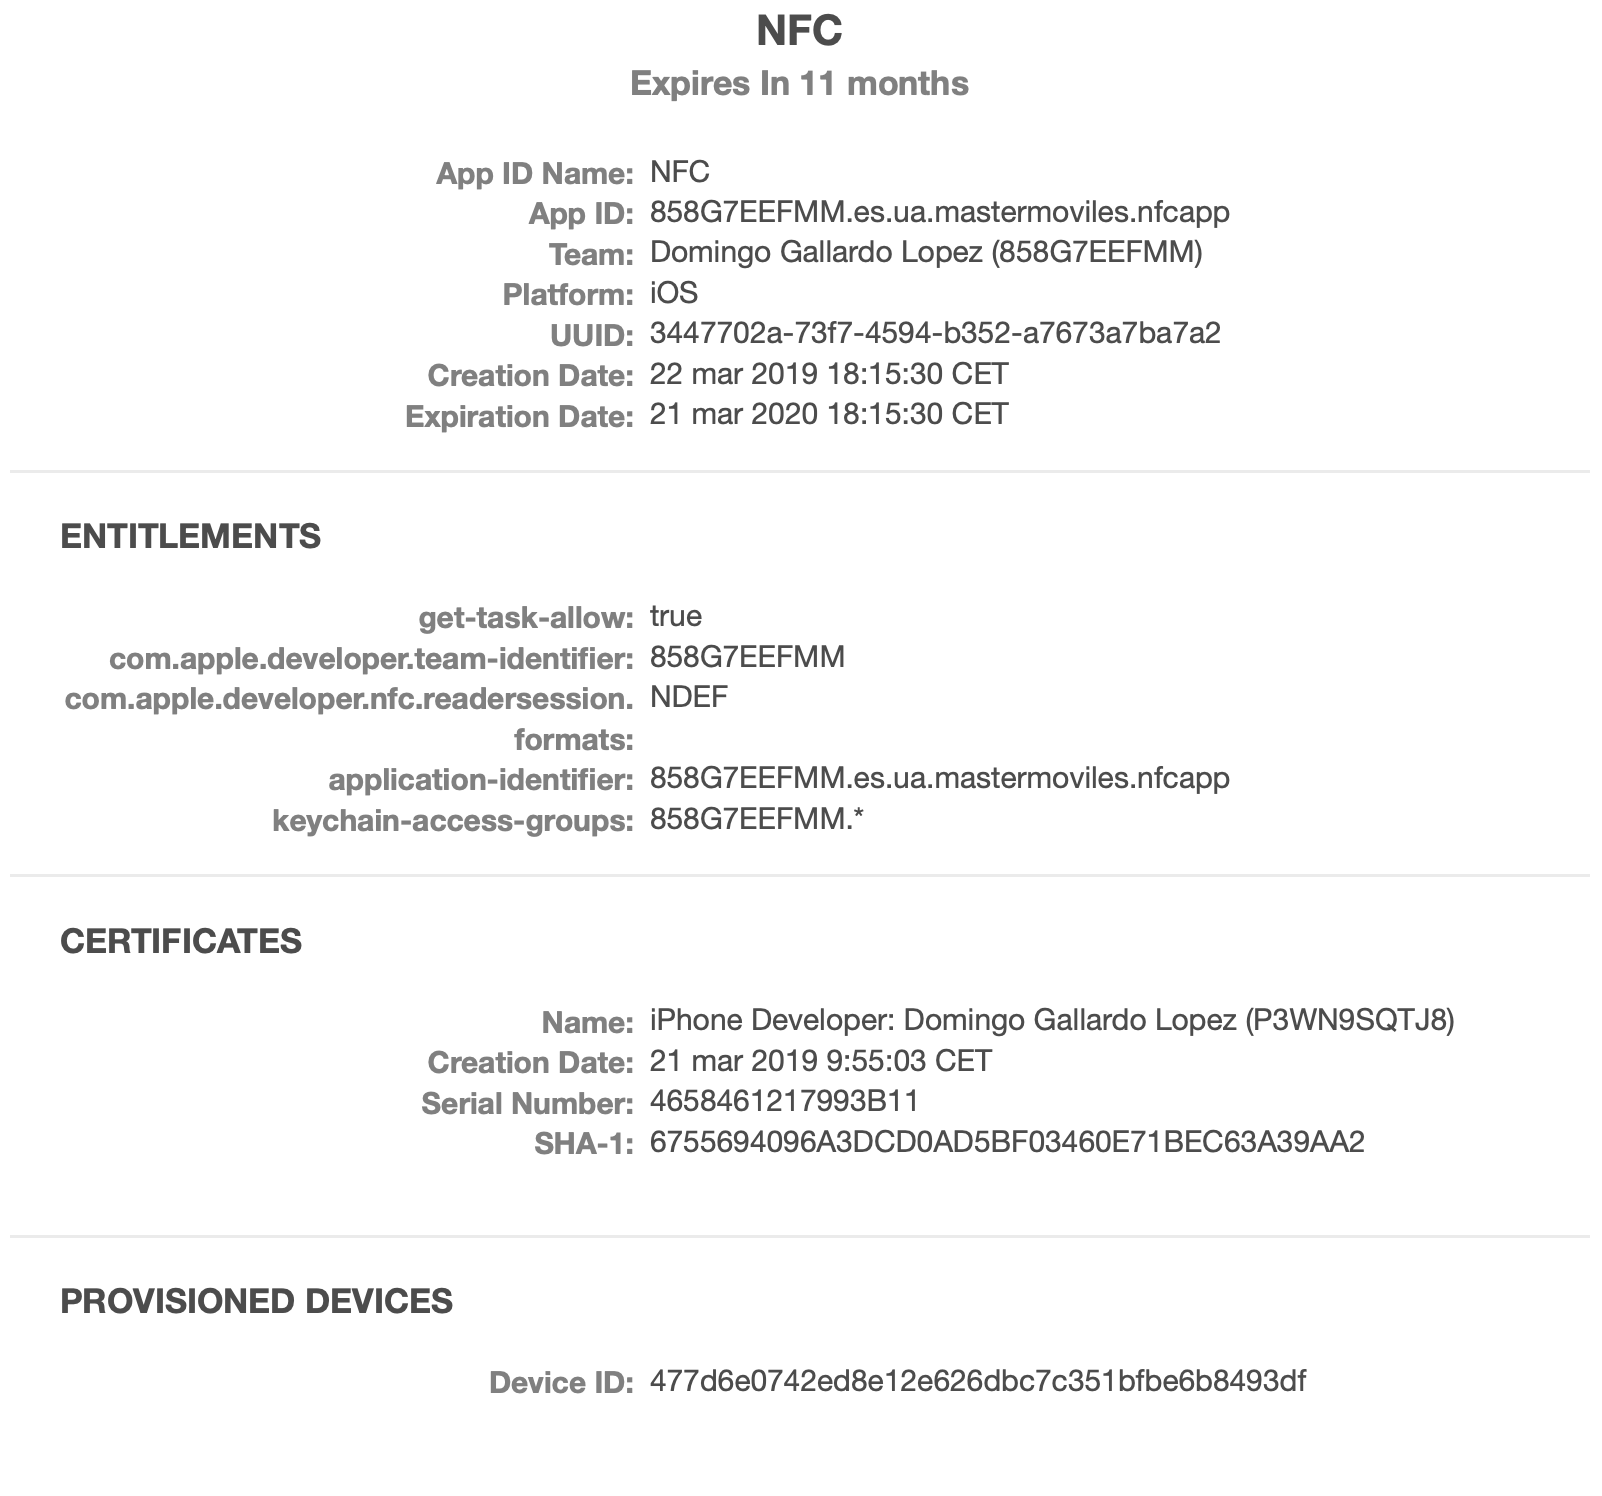 NFC
Expires In 11 months
App ID Name: NFC
App ID: 858G7EEFMM.es.ua.mastermoviles.nfcapp
Team: Domingo Gallardo Lopez (858G7EEFMM)
Platform: iOS
UUID: 3447702a-73f7-4594-b352-a7673a7ba7a2
Creation Date: 22 mar 2019 18:15:30 CET
Expiration Date: 21 mar 2020 18:15:30 CET
ENTITLEMENTS
get-task-allow: true
com.apple.developer.team-identifier: 858G7EEFMM
com.apple.developer.nfc.readersession. NDEF
formats:
application-identifier: 858G7EEFMM.es.ua.mastermoviles.nfcapp
keychain-access-groups: 858G7EEFMM.*
CERTIFICATES
Name: iPhone Developer: Domingo Gallardo Lopez (P3WN9SQTJ8)
Creation Date: 21 mar 2019 9:55:03 CET
Serial Number: 4658461217993B11
SHA-1: 6755694096A3DCD0AD5BF03460E71BEC63A39AA2
PROVISIONED DEVICES
Device ID: 477d6e0742ed8e12e626dbc7c351bfbe6b8493df